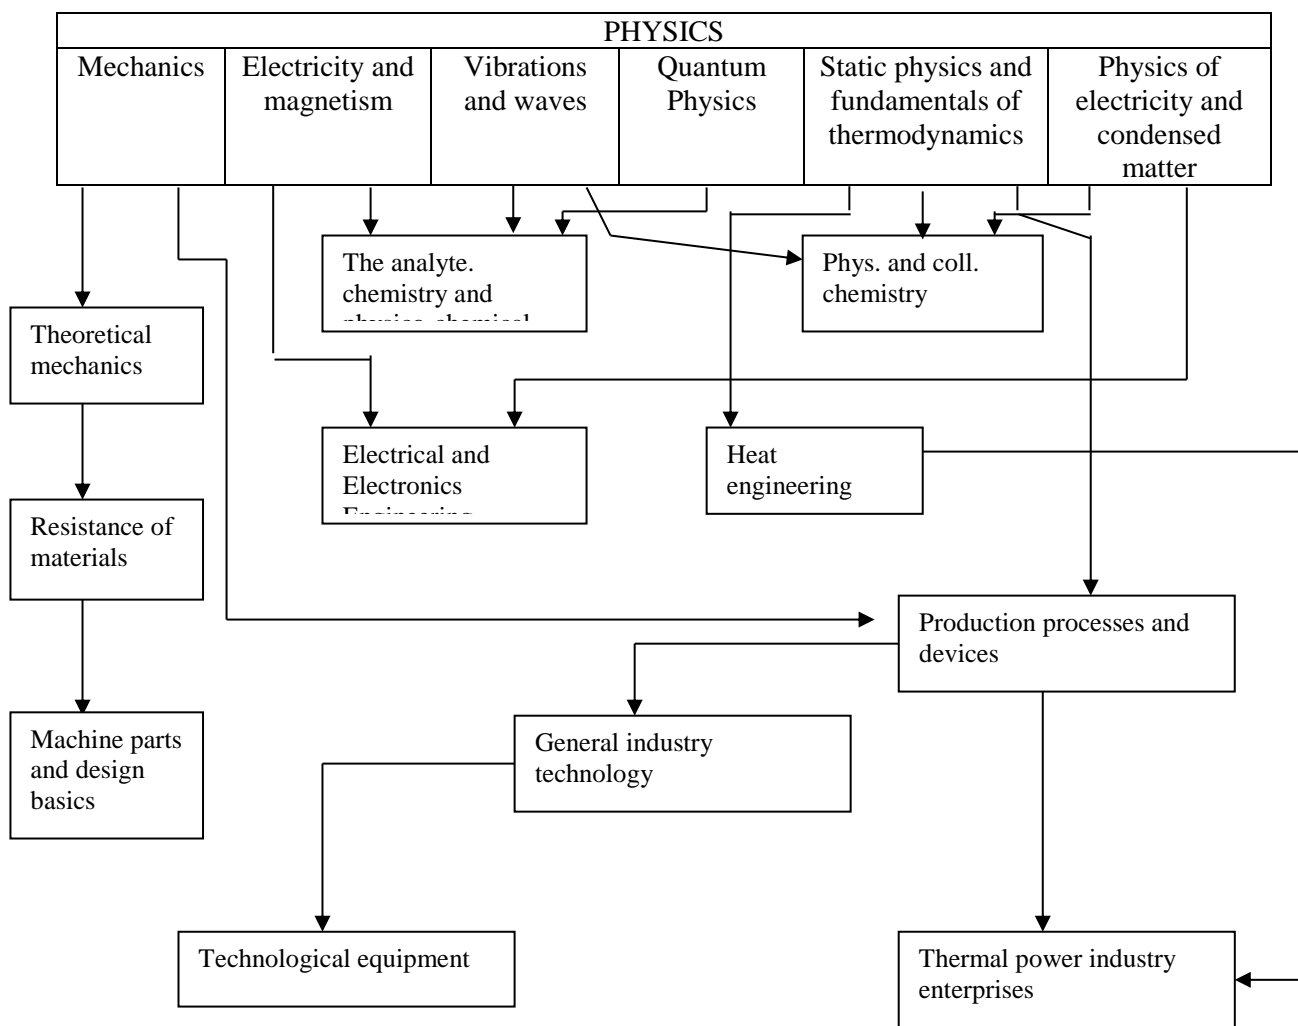 PHYSICS
Mechanics
Electricity and
magnetism
Vibrations
and waves
Quantum
Physics
Static physics and
fundamentals of
thermodynamics
Physics of
electricity and
condensed
matter
The analyte.
chemistry and
Phys. and coll.
chemistry
Theoretical
mechanics
Electrical and
Electronics
Engineering
Heat
engineering
Resistance of
materials
Production processes and
devices
Machine parts
and design
basics
General industry
technology
Technological equipment
Thermal power industry
enterprises